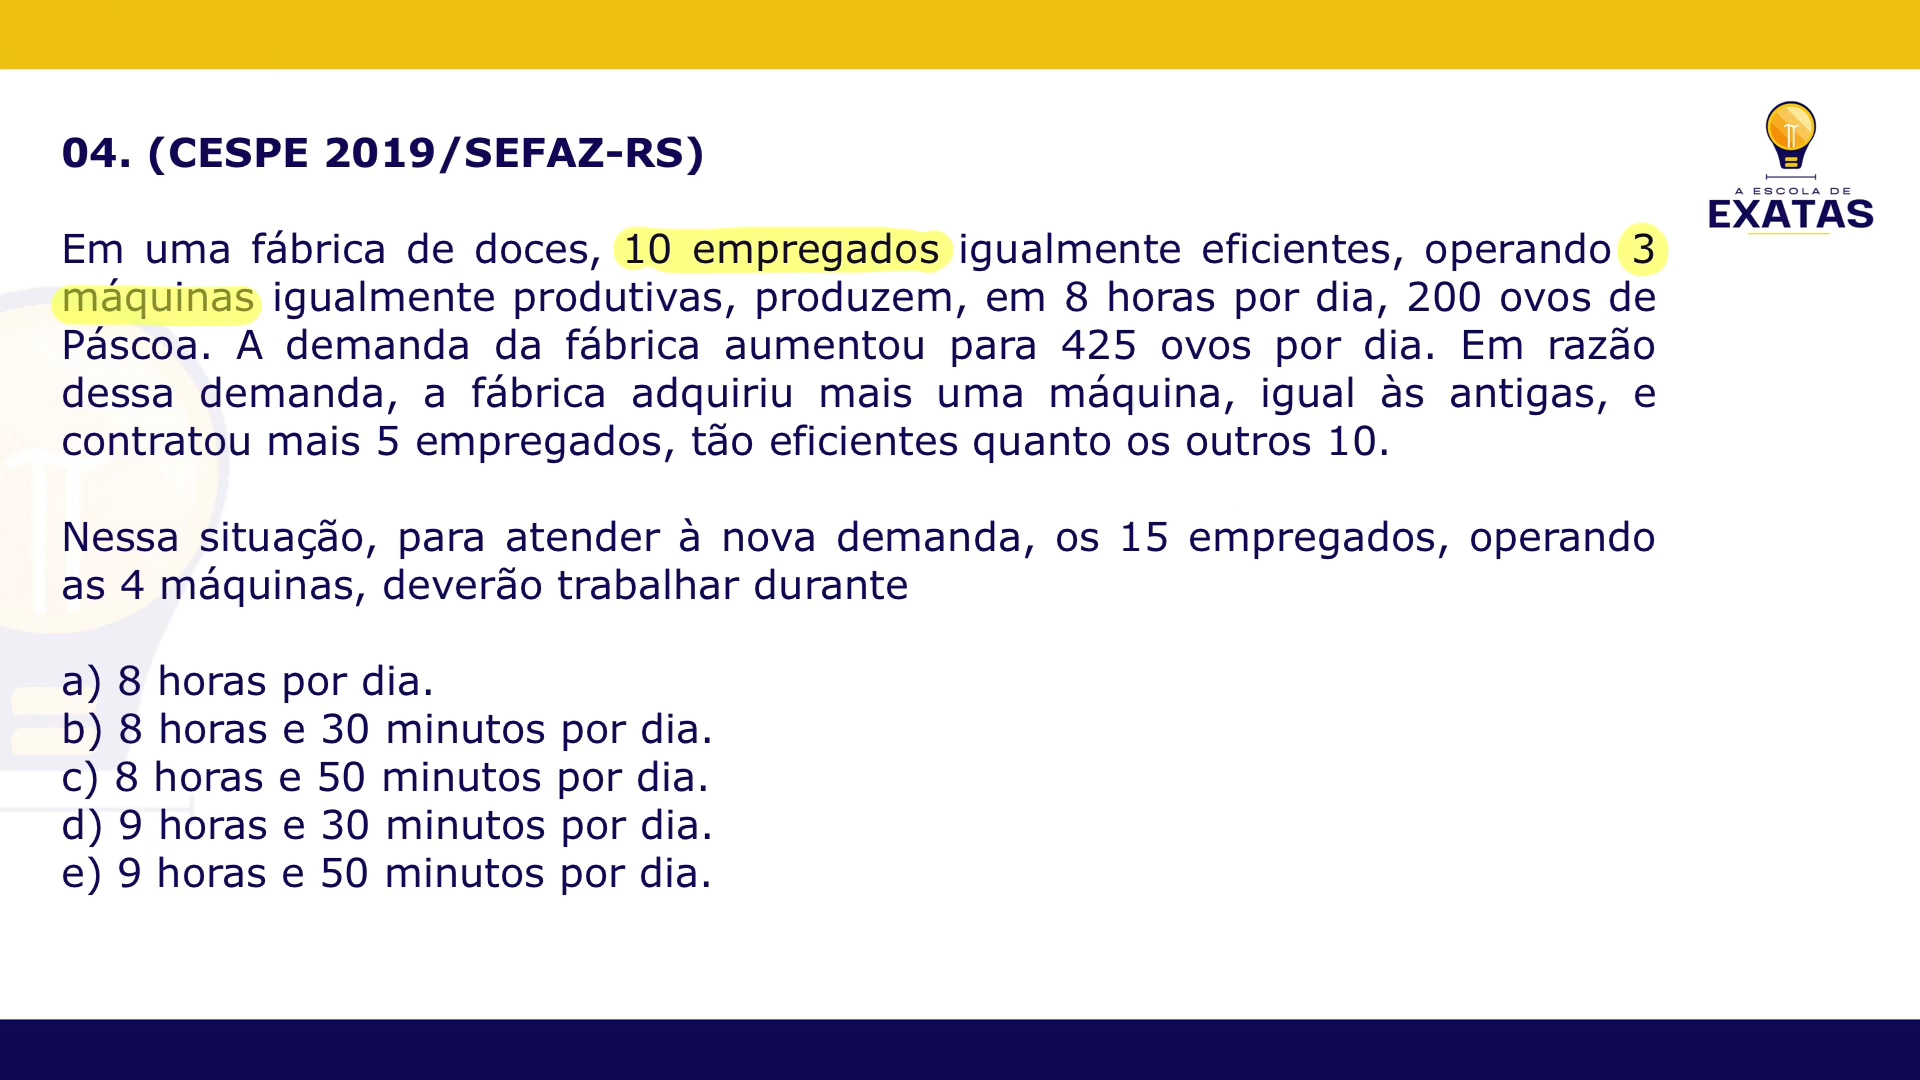 04. (CESPE 2019/SEFAZ-RS)
A ESCOLA DE
EXATAS
Em uma fábrica de doces, 10 empregados igualmente eficientes, operando 3
máquinas igualmente produtivas, produzem, em 8 horas por dia, 200 ovos de
Páscoa. A demanda da fábrica aumentou para 425 ovos por dia. Em razão
dessa demanda, a fábrica adquiriu mais uma máquina, igual às antigas, e
contratou mais 5 empregados, tão eficientes quanto os outros 10.
Nessa situação, para atender à nova demanda, os 15 empregados, operando
as 4 máquinas, deverão trabalhar durante
a) 8 horas por dia.
b) 8 horas e 30 minutos por dia.
c) 8 horas e 50 minutos por dia.
d) 9 horas e 30 minutos por dia.
e) 9 horas e 50 minutos por dia.